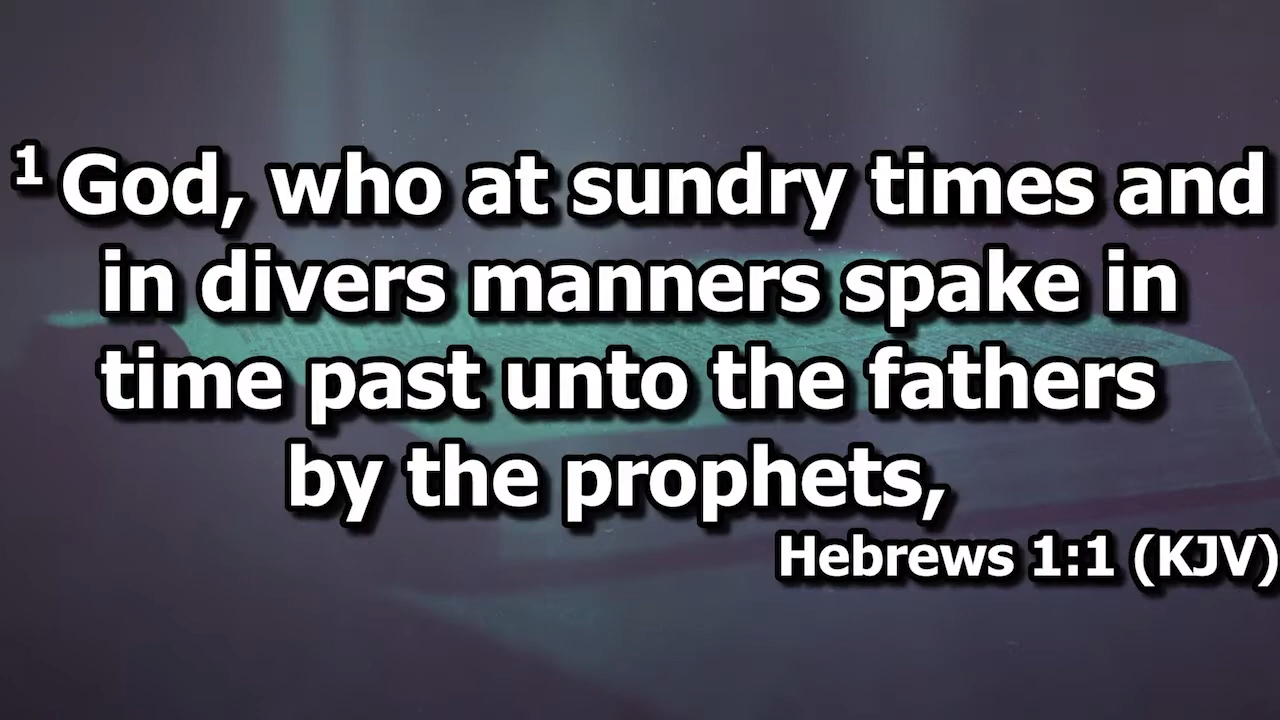 1 God, who at sundry times and
in divers manners spake in
time past unto the fathers
by the prophets,
Hebrews 1:1 (KJV)